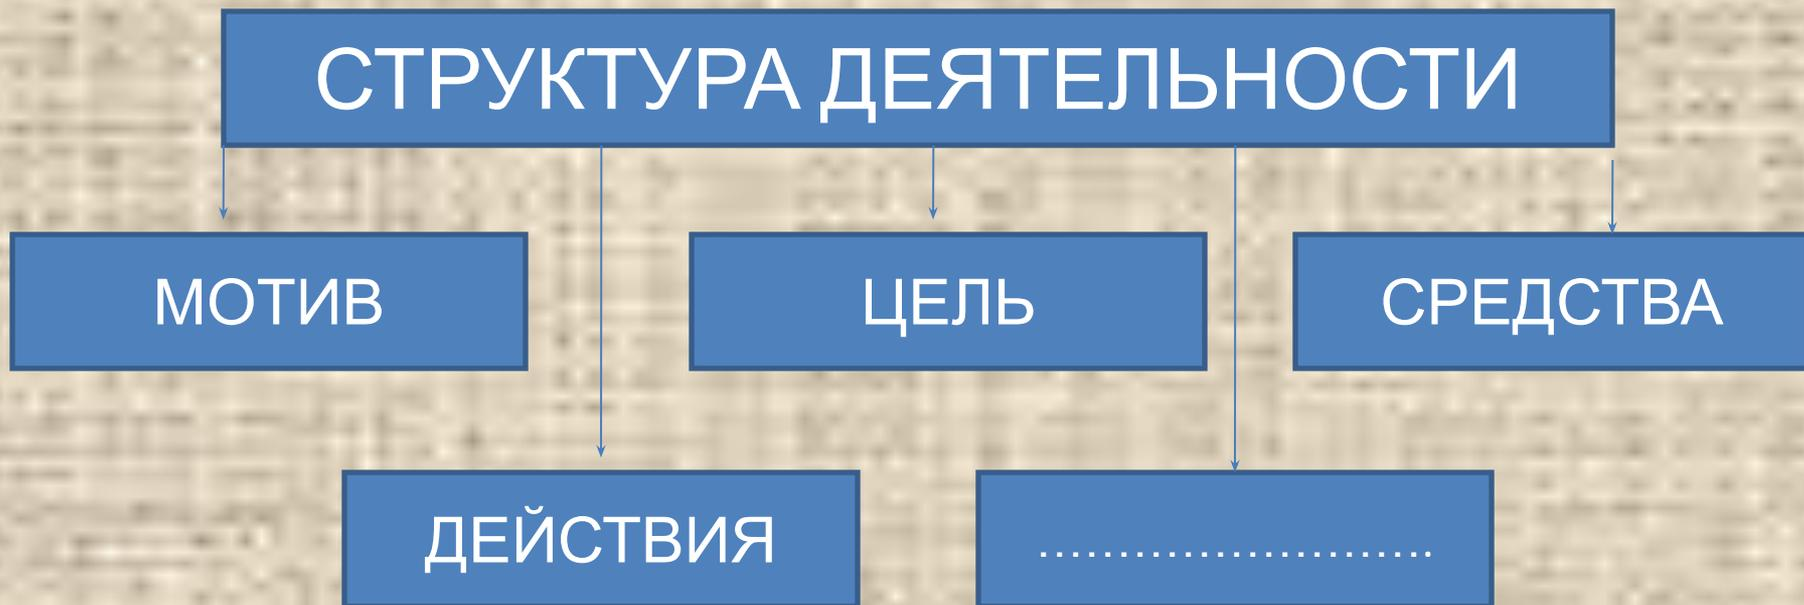 СТРУКТУРА ДЕЯТЕЛЬНОСТИ
МОТИВ
ЦЕЛЬ
СРЕДСТВА
ДЕЙСТВИЯ
……………………